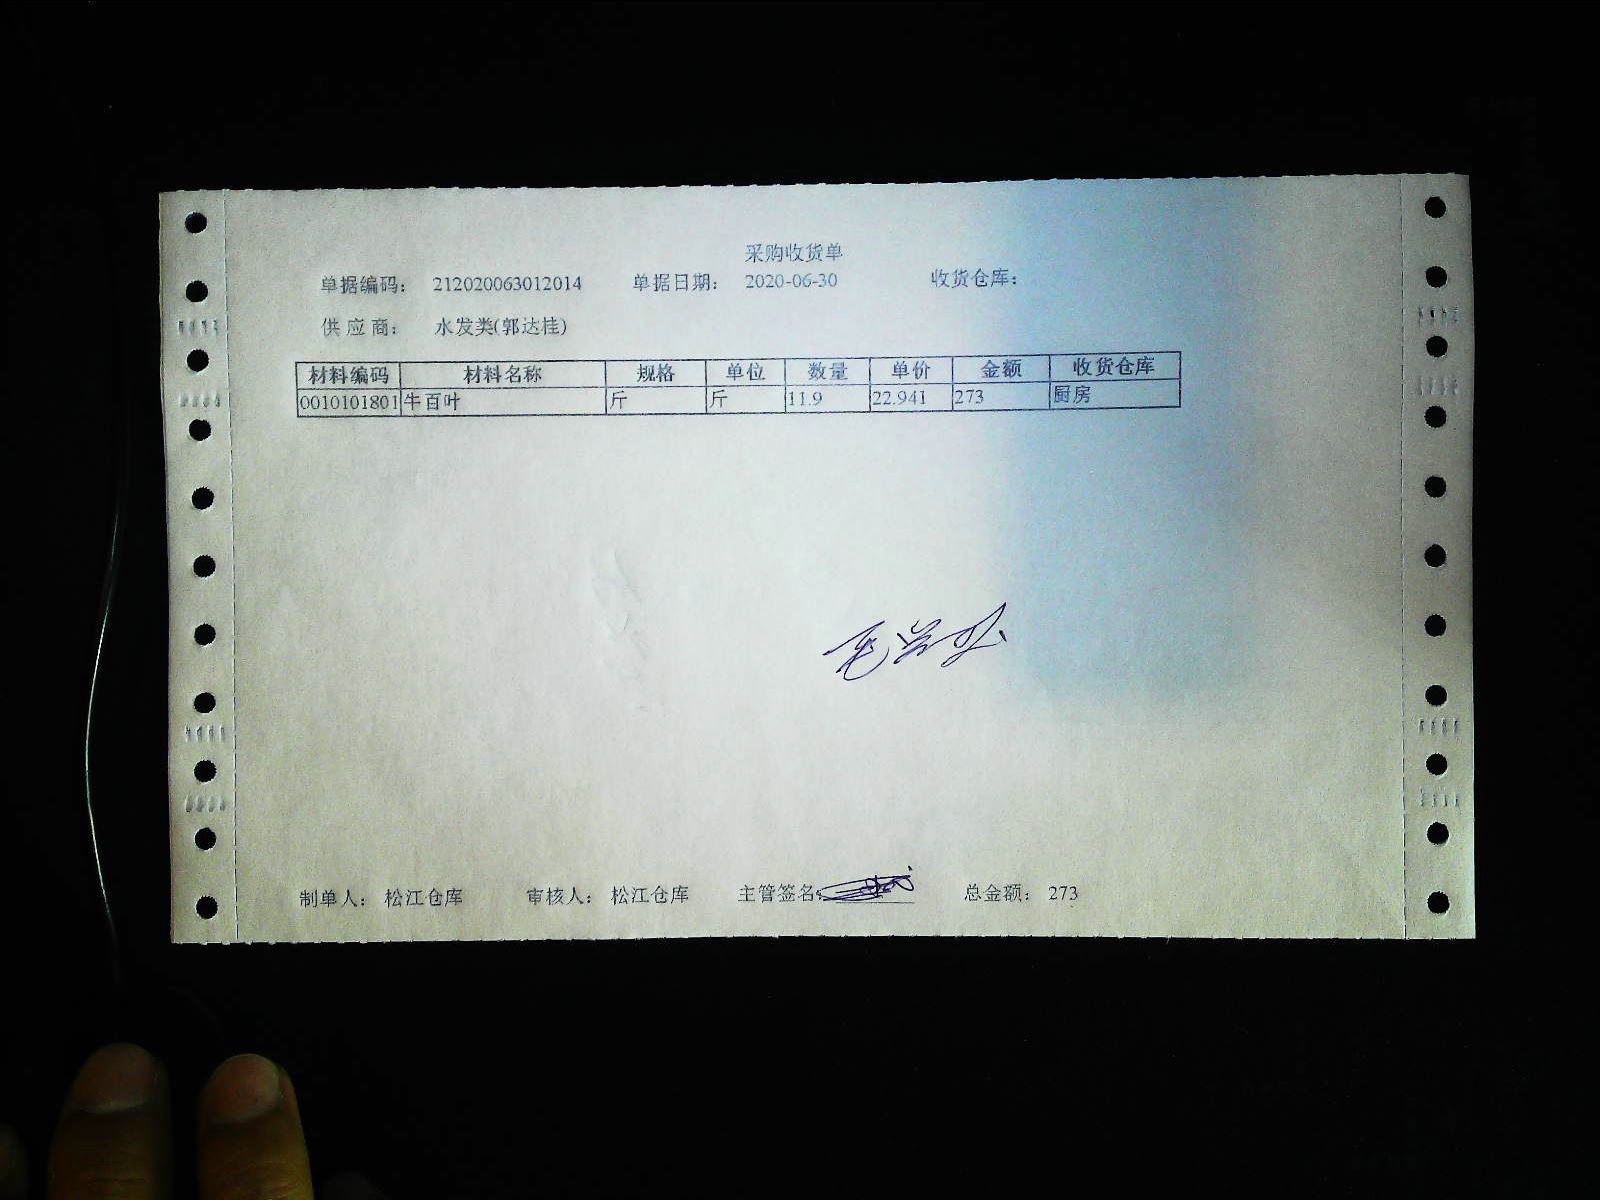 采购收货单
单据编码： 212020063012014 单据日期： 2020-06-30 收货仓库：
供应商： 水发类(郭达桂)
材料编码 材料名称 规格 单位 数量 单价 金额 收货仓库
0010101801 牛百叶 斤 斤 11.9 22.941 273 厨房
制单人： 松江仓库 审核人： 松江仓库 主管签名： 总金额： 273